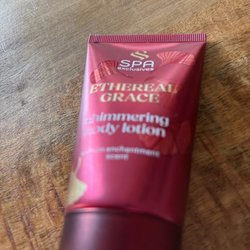 SPA
exclusives
ETHEREAL
GRACE
shimmering
body lotion
enchantment
scent